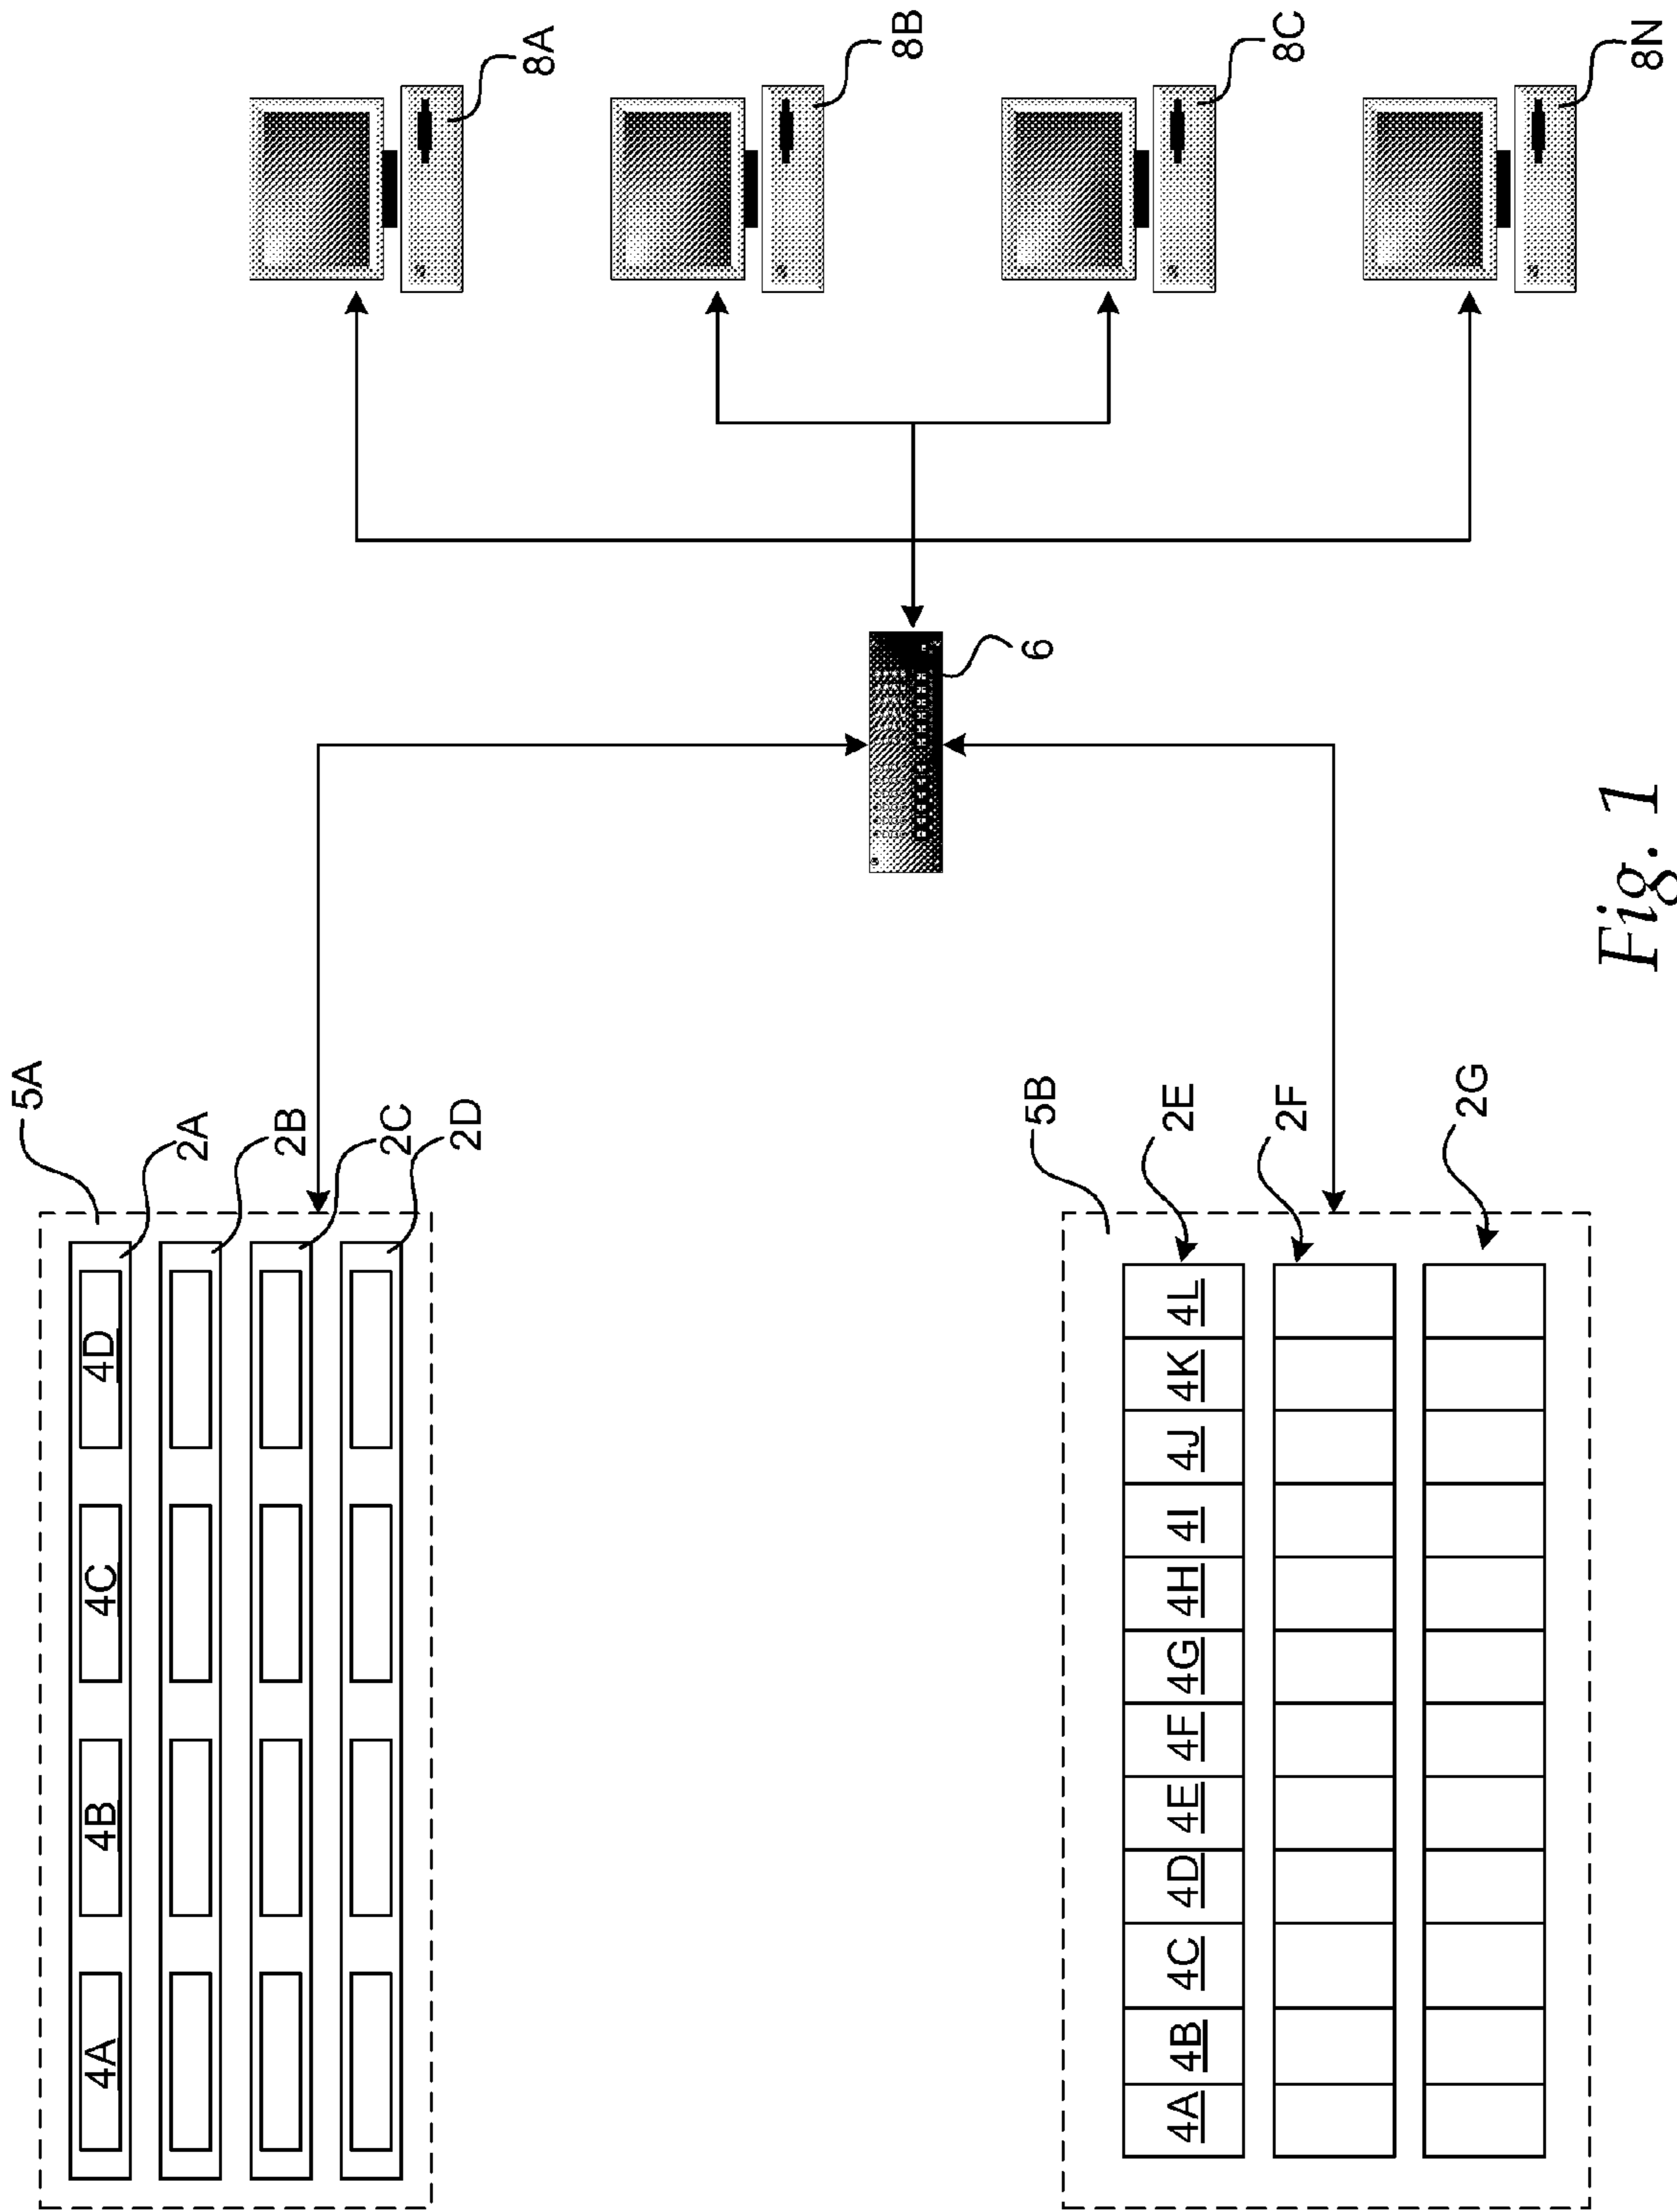 5A
2A
2B
2C
2D
4A 4B 4C 4D
5B
2E
2F
2G
4A 4B 4C 4D 4E 4F 4G 4H 4I 4J 4K 4L
6
8A
8B
8C
8N
Fig. 1